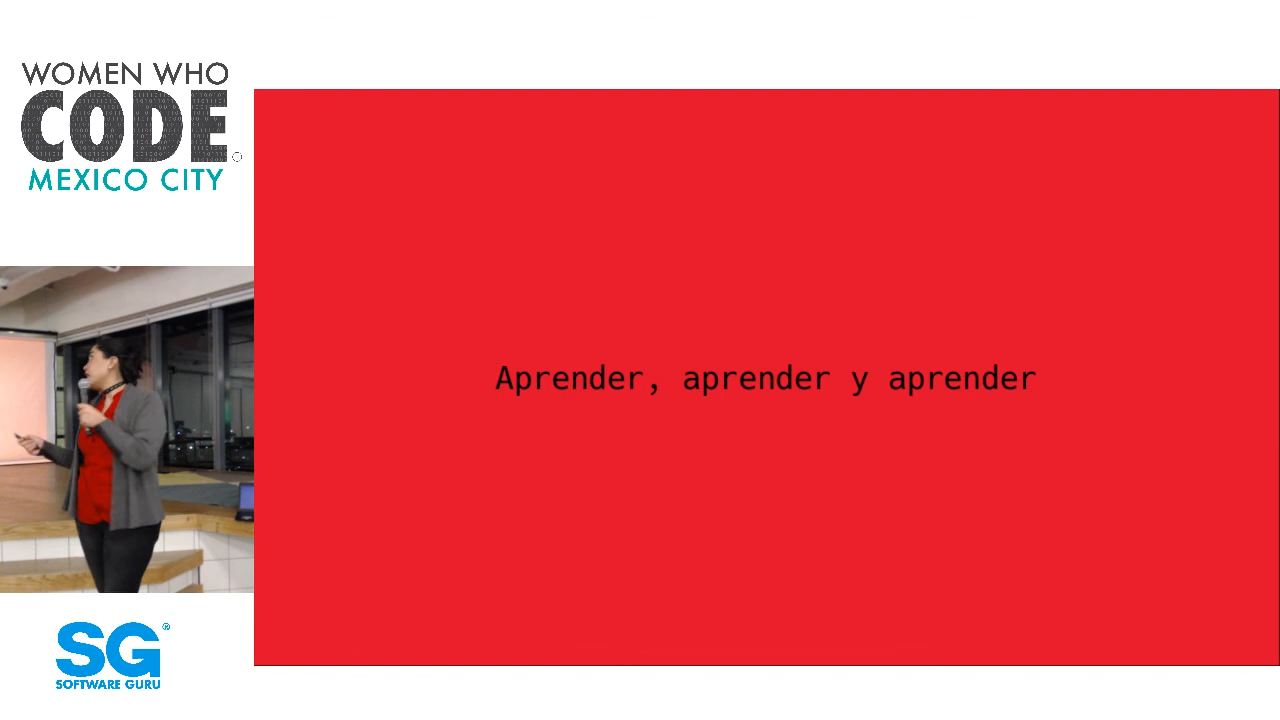 WOMEN WHO
CODE
MEXICO CITY
Aprender, aprender y aprender
SG®
SOFTWARE GURU